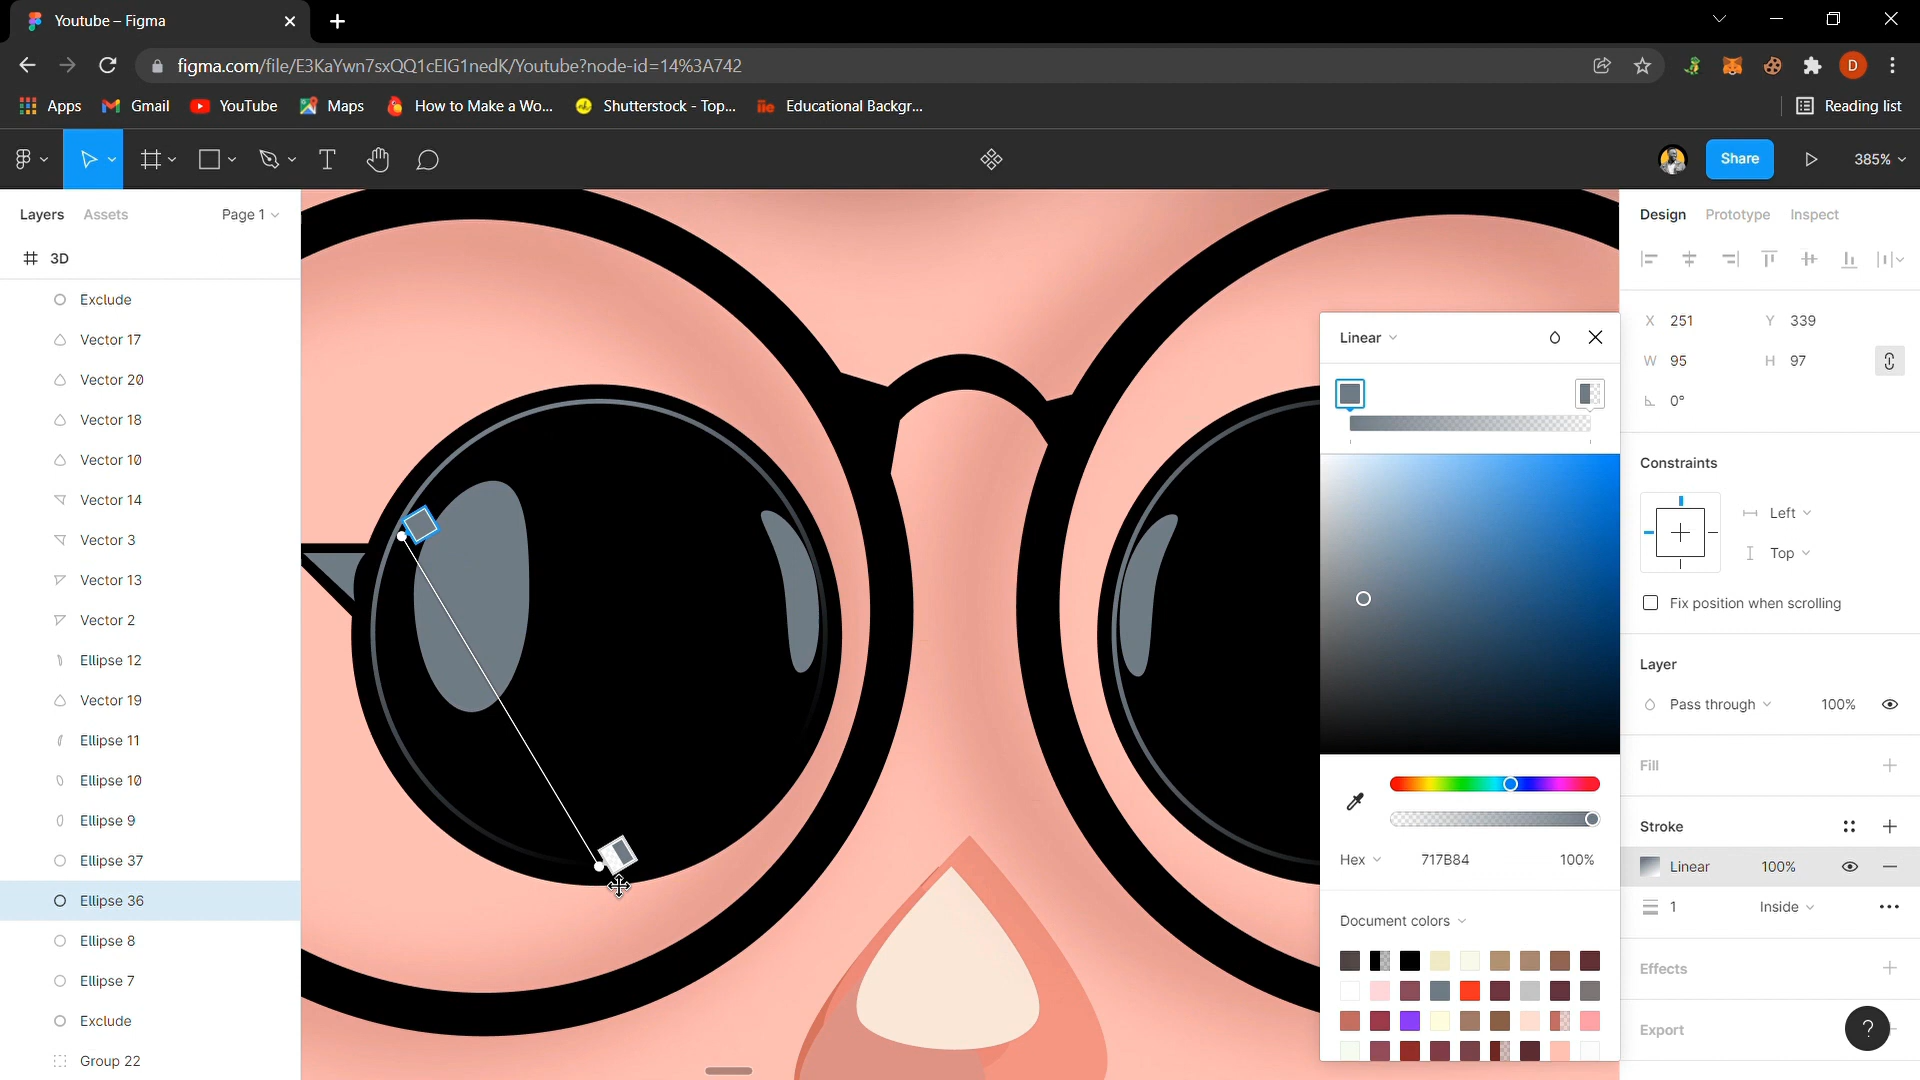 Youtube – Figma
figma.com/file/E3KaYwn7sxQQ1cEIG1nedK/Youtube?node-id=14%3A742
D
Apps
Gmail
YouTube
Maps
How to Make a Wo...
Shutterstock - Top...
Educational Backgr...
Reading list
Share
385%
Layers
Assets
Page 1
3D
Exclude
Vector 17
Vector 20
Vector 18
Vector 10
Vector 14
Vector 3
Vector 13
Vector 2
Ellipse 12
Vector 19
Ellipse 11
Ellipse 10
Ellipse 9
Ellipse 37
Ellipse 36
Ellipse 8
Ellipse 7
Exclude
Group 22
Linear
Hex 717B84 100%
Document colors
Design
Prototype
Inspect
X 251 Y 339
W 95 H 97
0°
Constraints
Left
Top
Fix position when scrolling
Layer
Pass through 100%
Fill
Stroke
Linear 100%
1 Inside
Effects
Export
?